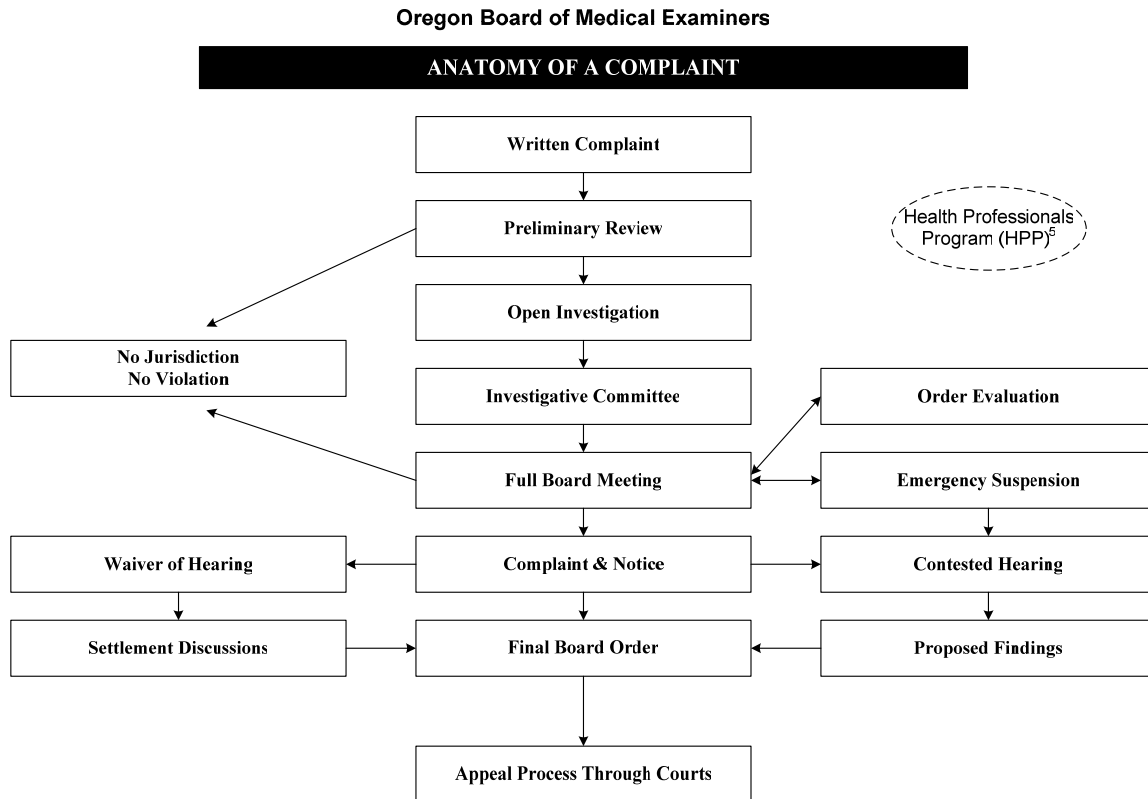 Oregon Board of Medical Examiners
ANATOMY OF A COMPLAINT
Written Complaint
Preliminary Review
Health Professionals
Program (HPP)5
Open Investigation
No Jurisdiction
No Violation
Investigative Committee
Order Evaluation
Full Board Meeting
Emergency Suspension
Waiver of Hearing
Complaint & Notice
Contested Hearing
Settlement Discussions
Final Board Order
Proposed Findings
Appeal Process Through Courts